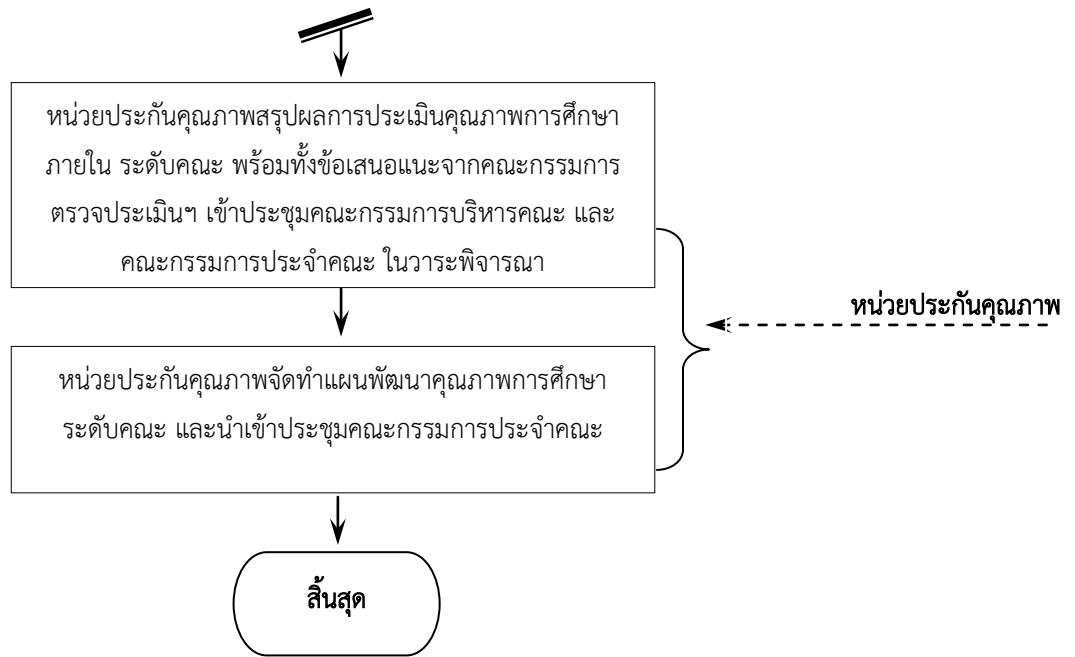 หน่วยประกันคุณภาพสรุปผลการประเมินคุณภาพการศึกษา
ภายใน ระดับคณะ พร้อมทั้งข้อเสนอแนะจากคณะกรรมการ
ตรวจประเมินฯ เข้าประชุมคณะกรรมการบริหารคณะ และ
คณะกรรมการประจำคณะ ในวาระพิจารณา
หน่วยประกันคุณภาพ
หน่วยประกันคุณภาพจัดทำแผนพัฒนาคุณภาพการศึกษา
ระดับคณะ และนำเข้าประชุมคณะกรรมการประจำคณะ
สิ้นสุด